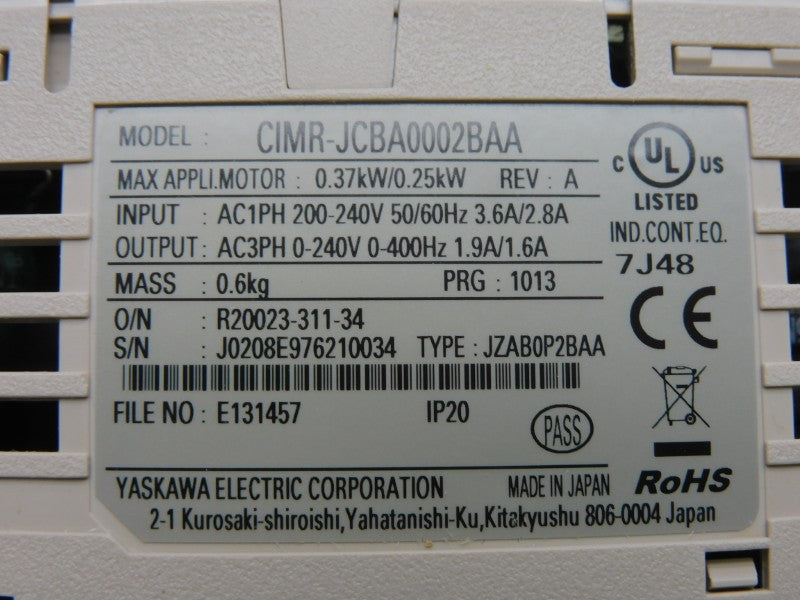 MODEL : CIMR-JCBA0002BAA
MAX APPLI.MOTOR : 0.37kW/0.25kW REV : A
INPUT : AC1PH 200-240V 50/60Hz 3.6A/2.8A
OUTPUT : AC3PH 0-240V 0-400Hz 1.9A/1.6A
MASS : 0.6kg PRG : 1013
O/N : R20023-311-34
S/N : J0208E976210034 TYPE : JZAB0P2BAA
FILE NO : E131457 IP20
PASS
YASKAWA ELECTRIC CORPORATION MADE IN JAPAN
2-1 Kurosaki-shiroishi,Yahatanishi-Ku,Kitakyushu 806-0004 Japan
C UL US
LISTED
IND.CONT.EQ.
7J48
CE
RoHS